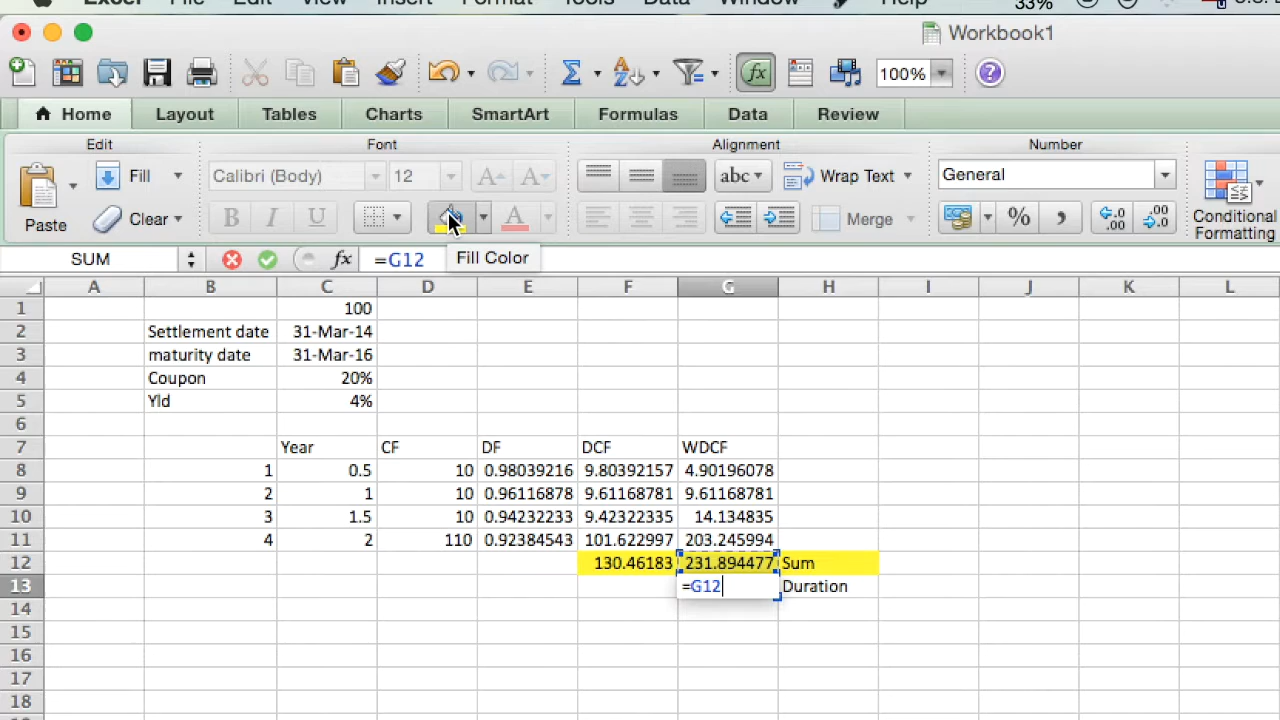 Excel File Edit View Insert Format Tools Data Window Help 33%
Workbook1
100%
Home Layout Tables Charts SmartArt Formulas Data Review
Edit Font Alignment Number
Fill Calibri (Body) 12 A A abc Wrap Text General
Paste Clear B I U A Merge % Conditional Formatting
SUM fx =G12 Fill Color
A B C D E F G H I J K L
1 100
2 Settlement date 31-Mar-14
3 maturity date 31-Mar-16
4 Coupon 20%
5 Yld 4%
6
7 Year CF DF DCF WDCF
8 1 0.5 10 0.98039216 9.80392157 4.90196078
9 2 1 10 0.96116878 9.61168781 9.61168781
10 3 1.5 10 0.94232233 9.42322335 14.134835
11 4 2 110 0.92384543 101.622997 203.245994
12 130.46183 231.894477 Sum
13 =G12 Duration
14
15
16
17
18